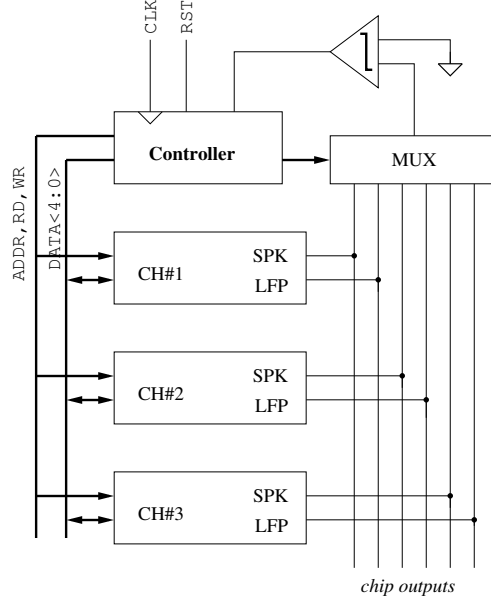 CLK
RST
Controller
MUX
ADDR,RD,WR
DATA<4:0>
SPK
CH#1
LFP
SPK
CH#2
LFP
SPK
CH#3
LFP
chip outputs